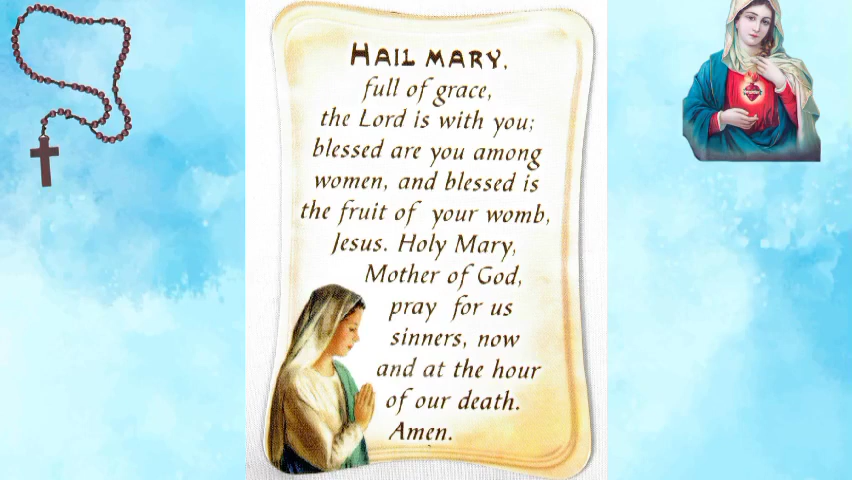 HAIL MARY,
full of grace,
the Lord is with you;
blessed are you among
women, and blessed is
the fruit of your womb,
Jesus. Holy Mary,
Mother of God,
pray for us
sinners, now
and at the hour
of our death.
Amen.